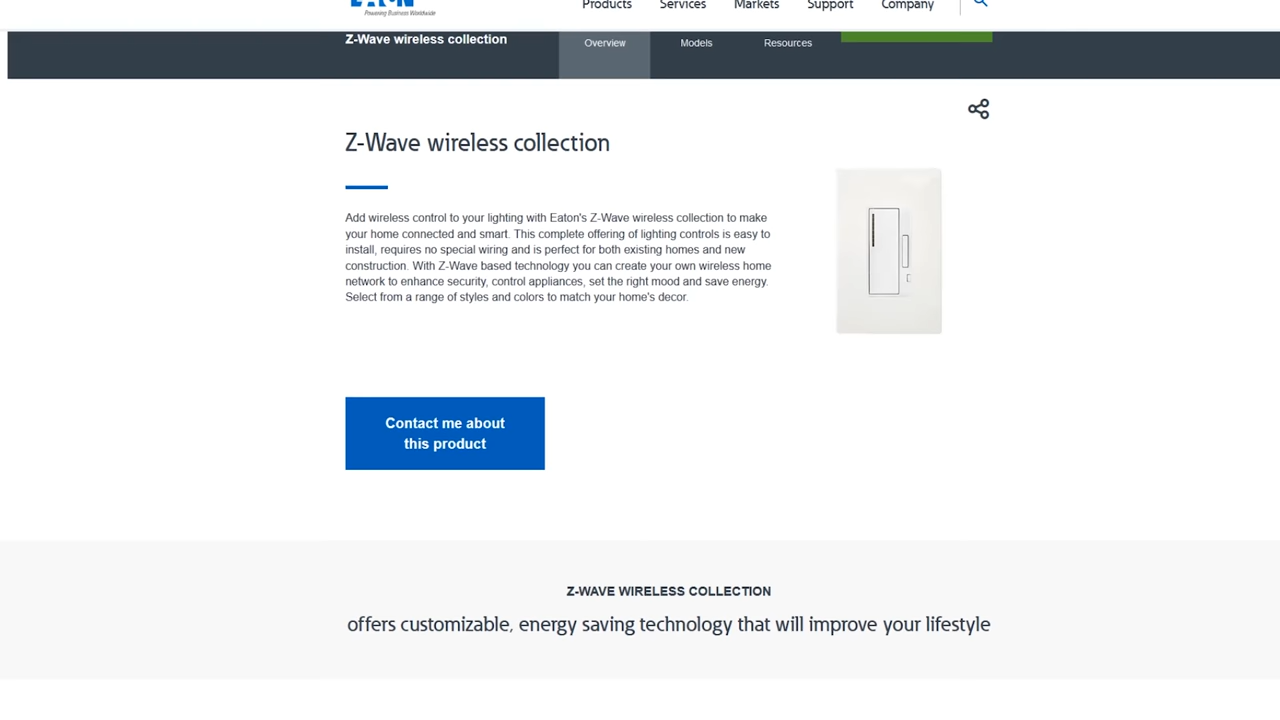 EATON
Powering Business Worldwide
Products Services Markets Support Company
Z-Wave wireless collection Overview Models Resources
Z-Wave wireless collection
Add wireless control to your lighting with Eaton's Z-Wave wireless collection to make
your home connected and smart. This complete offering of lighting controls is easy to
install, requires no special wiring and is perfect for both existing homes and new
construction. With Z-Wave based technology you can create your own wireless home
network to enhance security, control appliances, set the right mood and save energy.
Select from a range of styles and colors to match your home's decor.
Contact me about
this product
Z-WAVE WIRELESS COLLECTION
offers customizable, energy saving technology that will improve your lifestyle